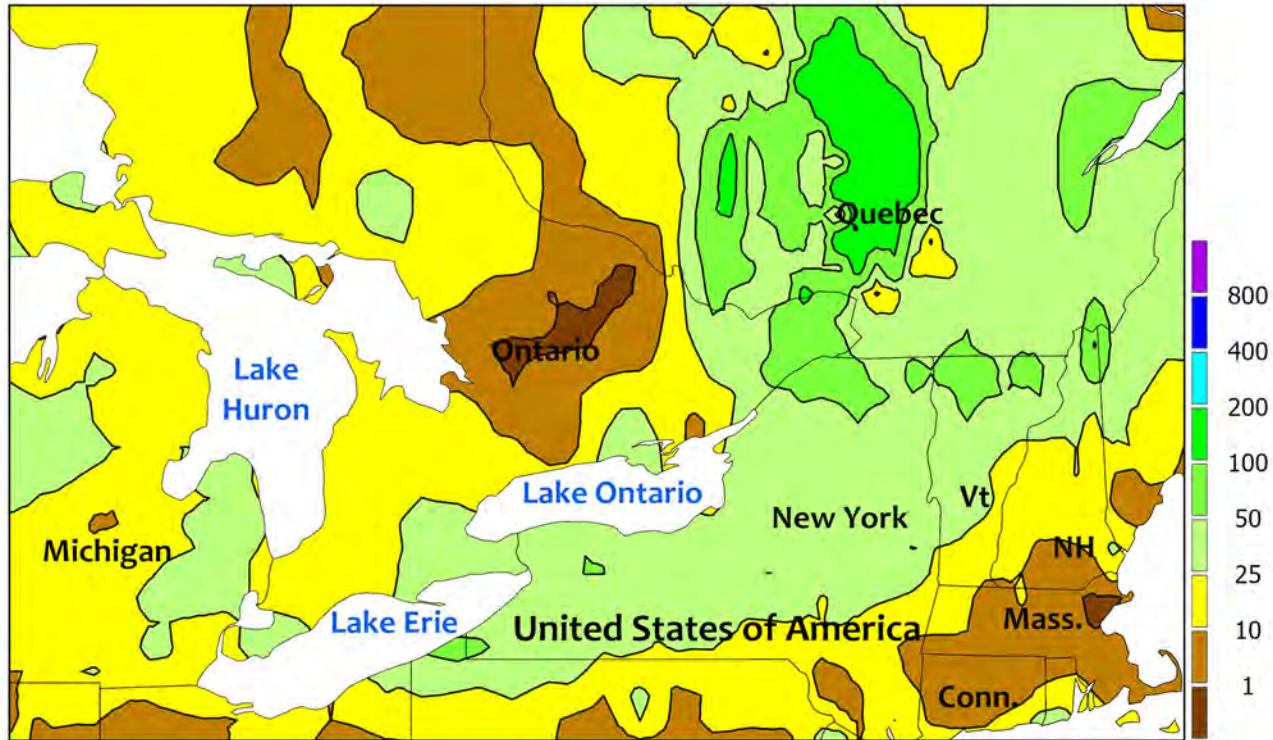 Quebec
Ontario
Lake
Huron
Lake Ontario
New York
Vt
Michigan
NH
Lake Erie
United States of America
Mass.
Conn.
800
400
200
100
50
25
10
1